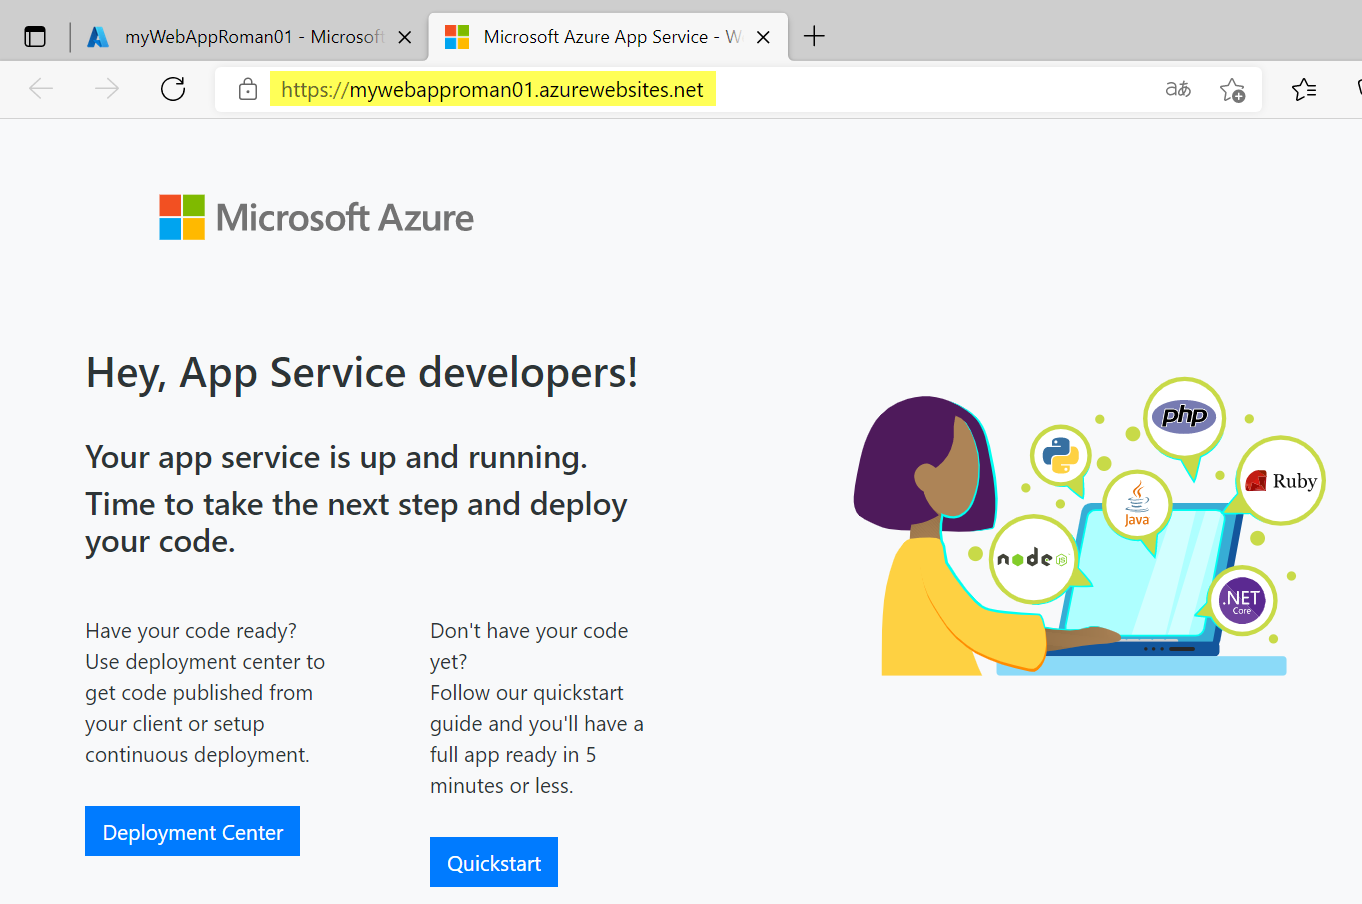 myWebAppRoman01 - Microsoft
Microsoft Azure App Service - W
https://mywebapproman01.azurewebsites.net
aあ
Microsoft Azure
Hey, App Service developers!
Your app service is up and running.
Time to take the next step and deploy
your code.
Have your code ready?
Use deployment center to
get code published from
your client or setup
continuous deployment.
Deployment Center
Don't have your code
yet?
Follow our quickstart
guide and you'll have a
full app ready in 5
minutes or less.
Quickstart
php
Ruby
Java
node
JS
.NET
Core